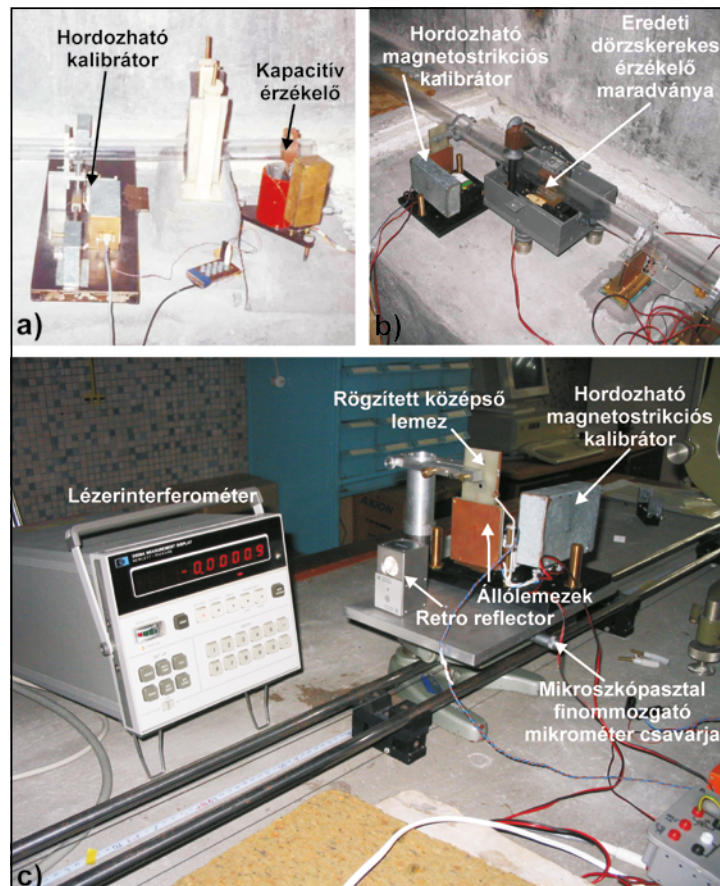 Hordozható
kalibrátor
Kapacitív
érzékelő
a)
Hordozható
magnetostrikciós
kalibrátor
Eredeti
dörzskerekes
érzékelő
maradványa
b)
Rögzített középső
lemez
Hordozható
magnetostrikciós
kalibrátor
Lézerinterferométer
-0.00009
Állólemezek
Retro reflector
Mikroszkópasztal
finommozgató
mikrométer csavarja
c)